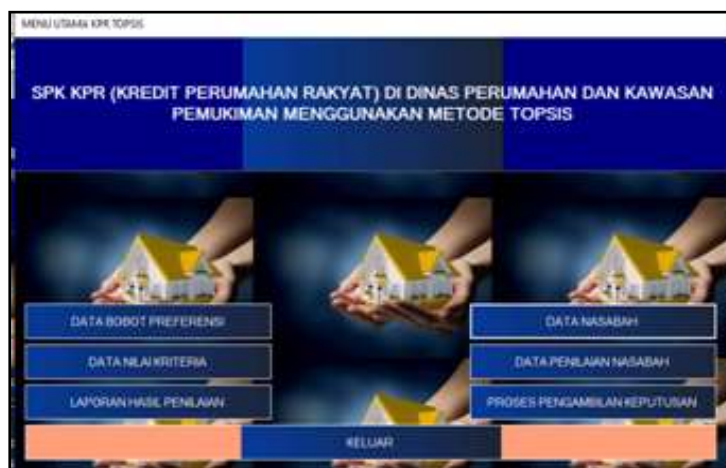 MENU UTAMA KPR TOPSIS
SPK KPR (KREDIT PERUMAHAN RAKYAT) DI DINAS PERUMAHAN DAN KAWASAN
PEMUKIMAN MENGGUNAKAN METODE TOPSIS
DATA BOBOT PREFERENSI
DATA NASABAH
DATA NILAI KRITERIA
DATA PENILAIAN NASABAH
LAPORAN HASIL PENILAIAN
PROSES PENGAMBILAN KEPUTUSAN
KELUAR